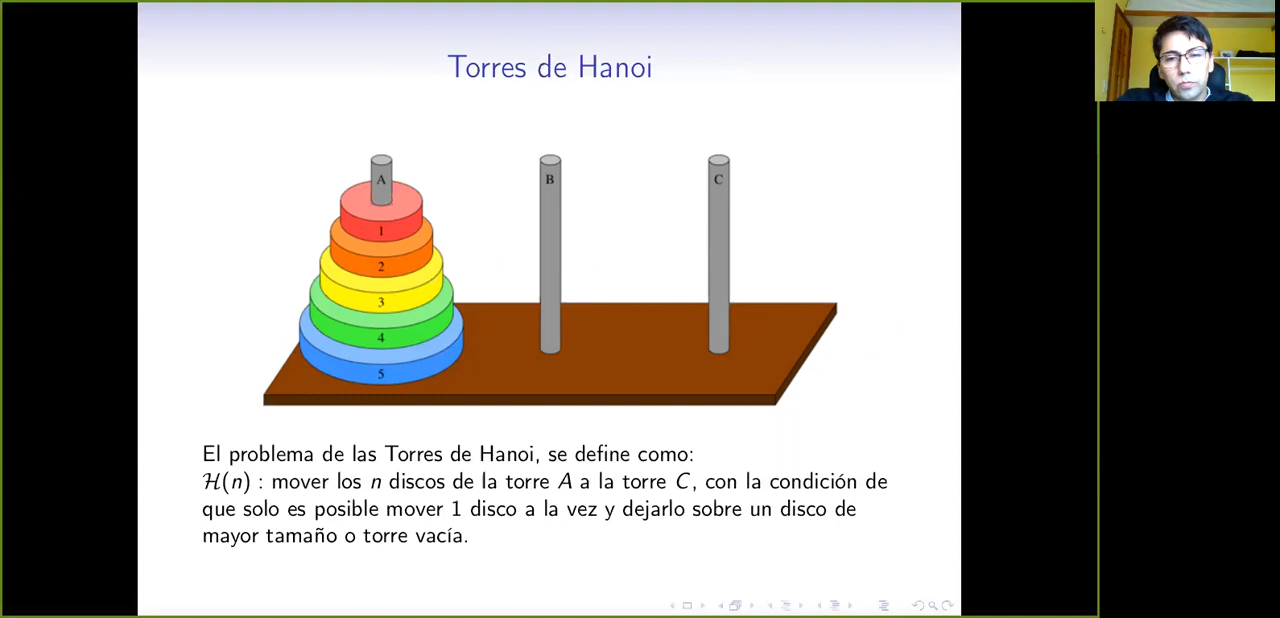 Torres de Hanoi
A
B
C
1
2
3
4
5
El problema de las Torres de Hanoi, se define como:
ℋ(n) : mover los n discos de la torre A a la torre C, con la condición de
que solo es posible mover 1 disco a la vez y dejarlo sobre un disco de
mayor tamaño o torre vacía.